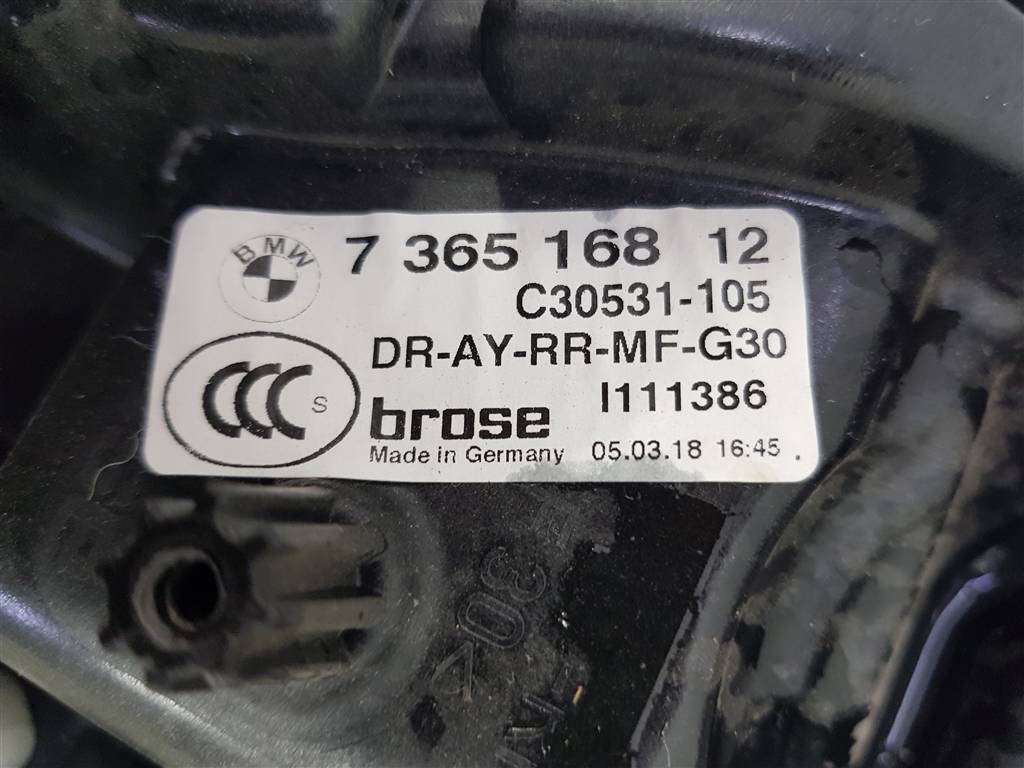 BMW
7 365 168 12
C30531-105
DR-AY-RR-MF-G30
CCC S
I111386
brose
Made in Germany 05.03.18 16:45 .